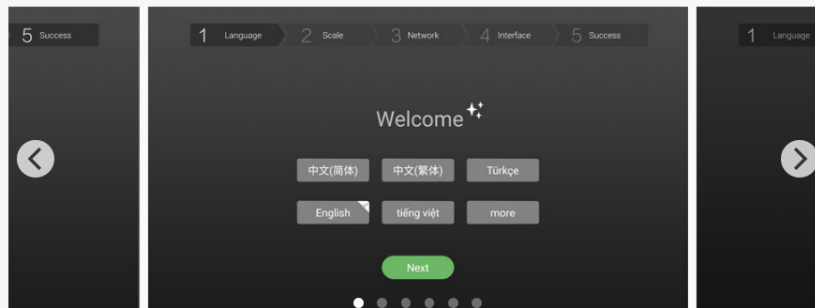 5 Success
1 Language 2 Scale 3 Network 4 Interface 5 Success
1 Language
Welcome
中文(简体) 中文(繁体) Türkçe
English tiếng việt more
Next